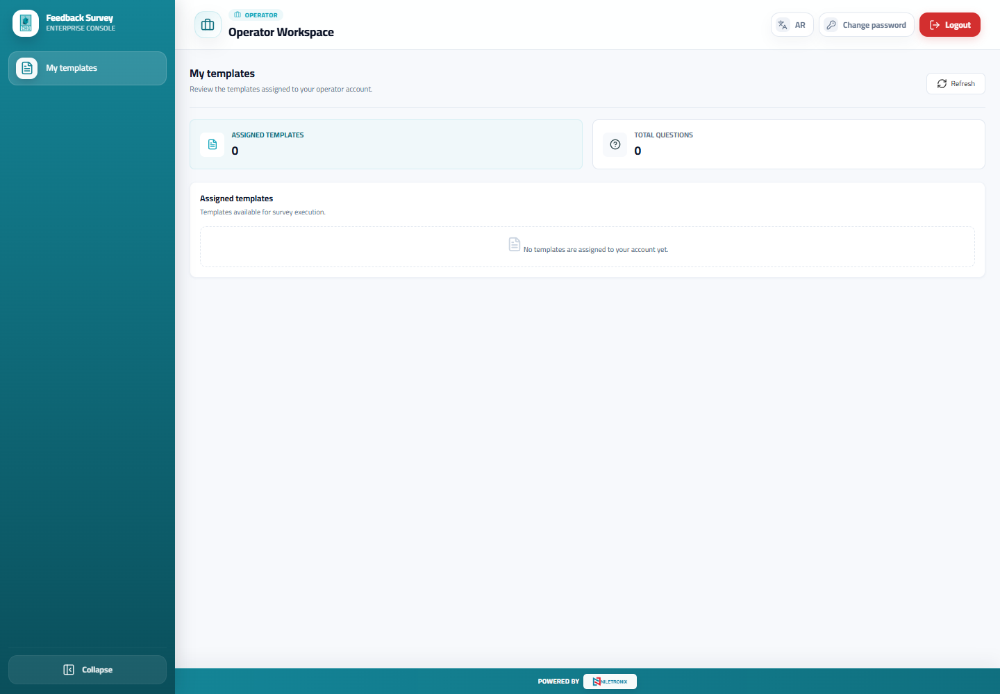 Feedback Survey
ENTERPRISE CONSOLE
My templates
Collapse
OPERATOR
Operator Workspace
AR
Change password
Logout
My templates
Review the templates assigned to your operator account.
Refresh
ASSIGNED TEMPLATES
0
TOTAL QUESTIONS
0
Assigned templates
Templates available for survey execution.
No templates are assigned to your account yet.
POWERED BY
NILETRONIX